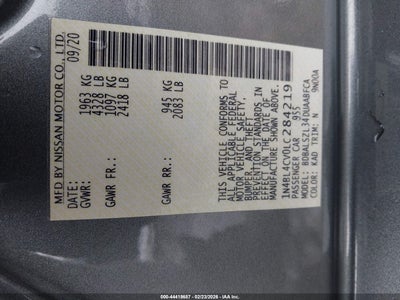 MFD BY NISSAN MOTOR CO., LTD.
DATE: 09/20
GVWR: 1963 KG
4328 LB
GAWR FR.: 1097 KG
2418 LB
GAWR RR.: 945 KG
2083 LB
THIS VEHICLE CONFORMS TO
ALL APPLICABLE FEDERAL
MOTOR VEHICLE SAFETY,
BUMPER, AND THEFT
PREVENTION STANDARDS IN
EFFECT ON THE DATE OF
MANUFACTURE SHOWN ABOVE.
1N4BL4CV0LC284219
PASSENGER CAR
MODEL:
COLOR: KAD TRIM: N
9N00A
000-44418687 - 02/23/2026 - IAA Inc.